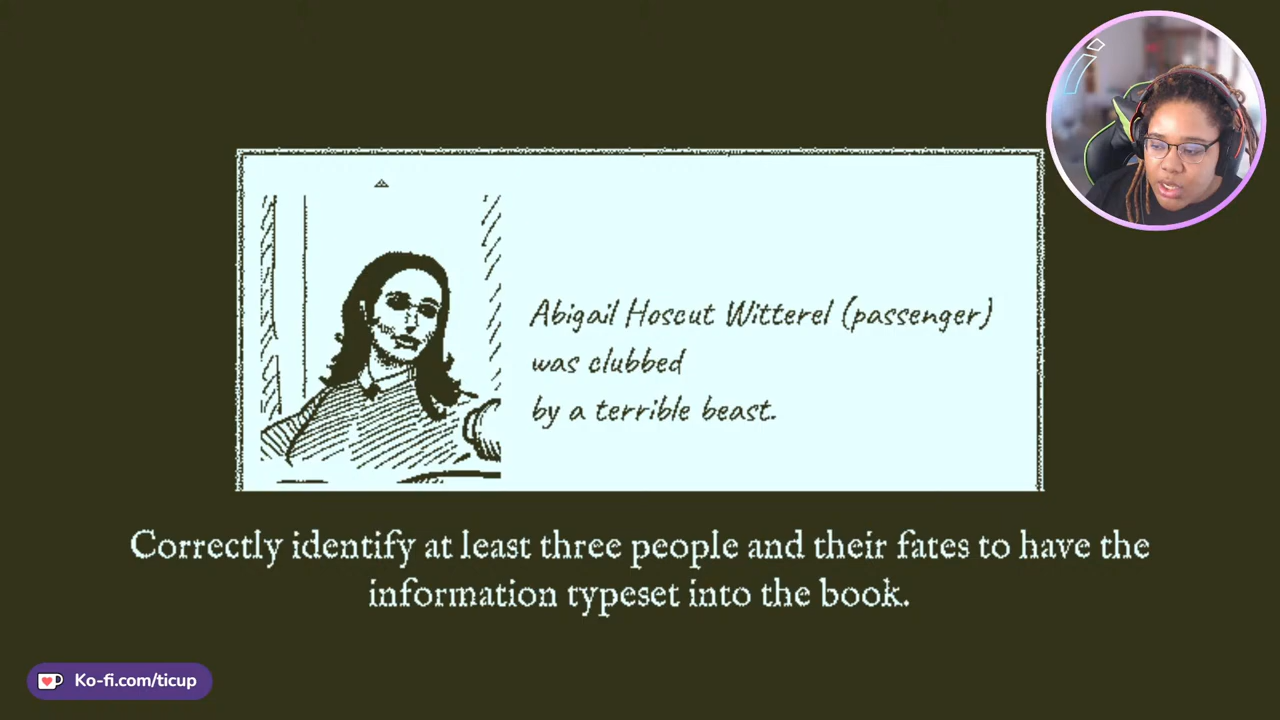 Abigail Hoscut Witterel (passenger)
was clubbed
by a terrible beast.
Correctly identify at least three people and their fates to have the
information typeset into the book.
Ko-fi.com/ticup